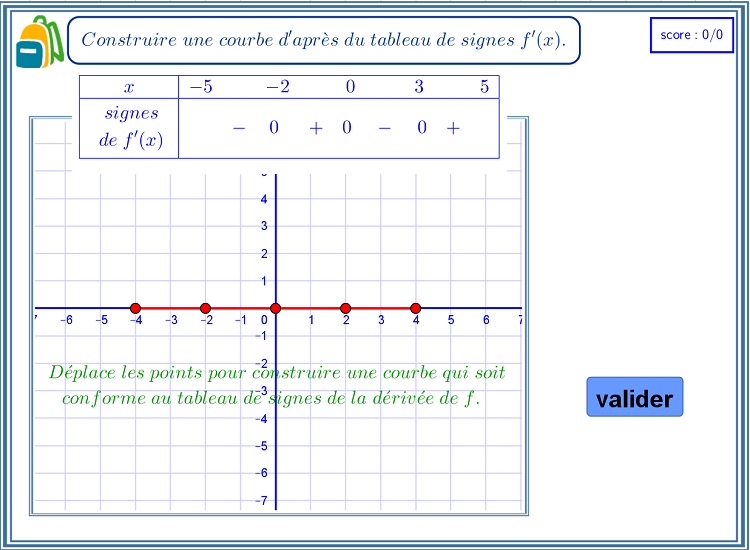 Construire une courbe d'après du tableau de signes f'(x).
score : 0/0
x −5 −2 0 3 5
signes
de f'(x)
− 0 + 0 − 0 +
5
4
3
2
1
-6 -5 -4 -3 -2 -1 0 1 2 3 4 5 6 7
-1
-2
Déplace les points pour construire une courbe qui soit
-3
conforme au tableau de signes de la dérivée de f.
-4
-5
-6
-7
valider